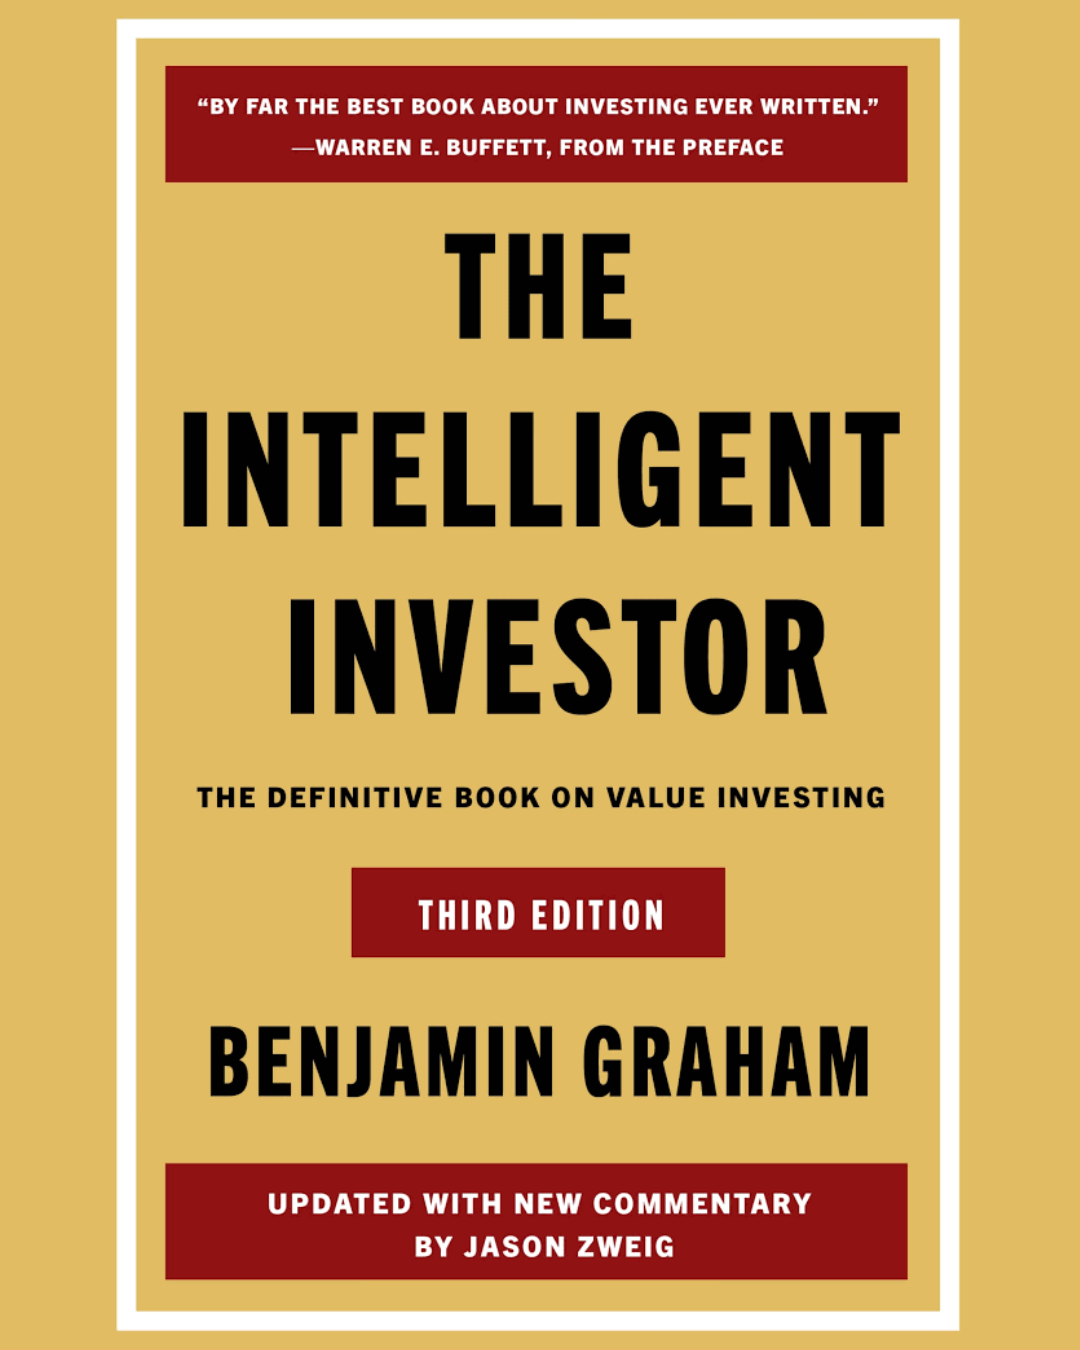 “BY FAR THE BEST BOOK ABOUT INVESTING EVER WRITTEN.”
—WARREN E. BUFFETT, FROM THE PREFACE
THE
INTELLIGENT
INVESTOR
THE DEFINITIVE BOOK ON VALUE INVESTING
THIRD EDITION
BENJAMIN GRAHAM
UPDATED WITH NEW COMMENTARY
BY JASON ZWEIG